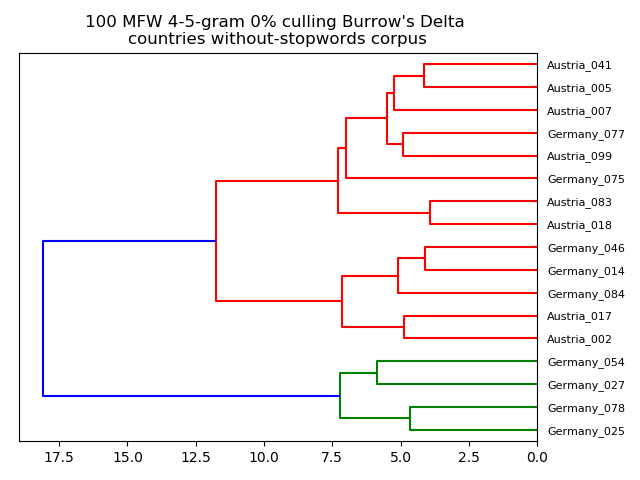 100 MFW 4-5-gram 0% culling Burrow's Delta
countries without-stopwords corpus
Austria_041
Austria_005
Austria_007
Germany_077
Austria_099
Germany_075
Austria_083
Austria_018
Germany_046
Germany_014
Germany_084
Austria_017
Austria_002
Germany_054
Germany_027
Germany_078
Germany_025
17.5 15.0 12.5 10.0 7.5 5.0 2.5 0.0